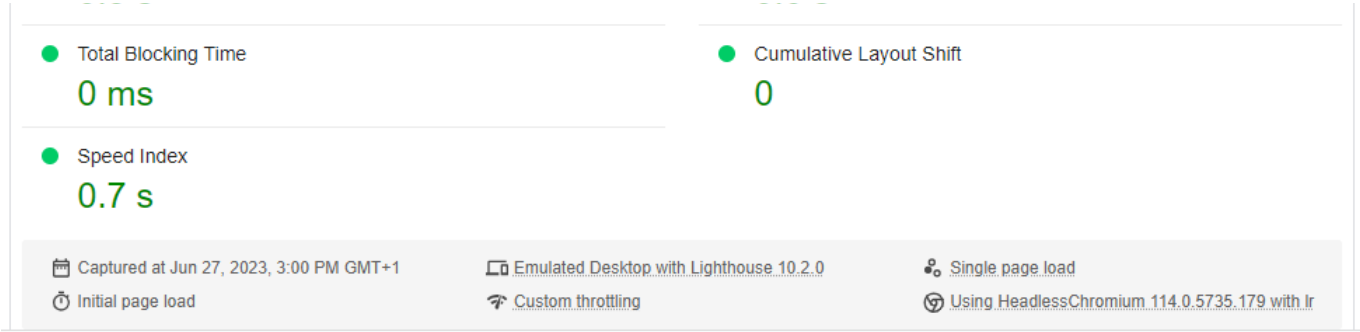 Total Blocking Time
0 ms
Cumulative Layout Shift
0
Speed Index
0.7 s
Captured at Jun 27, 2023, 3:00 PM GMT+1
Emulated Desktop with Lighthouse 10.2.0
Single page load
Initial page load
Custom throttling
Using HeadlessChromium 114.0.5735.179 with lr